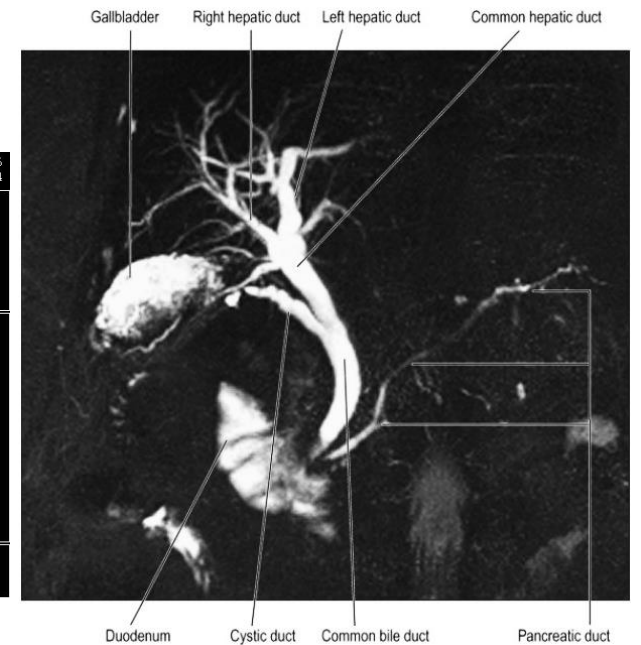 Gallbladder
Right hepatic duct
Left hepatic duct
Common hepatic duct
Duodenum
Cystic duct
Common bile duct
Pancreatic duct